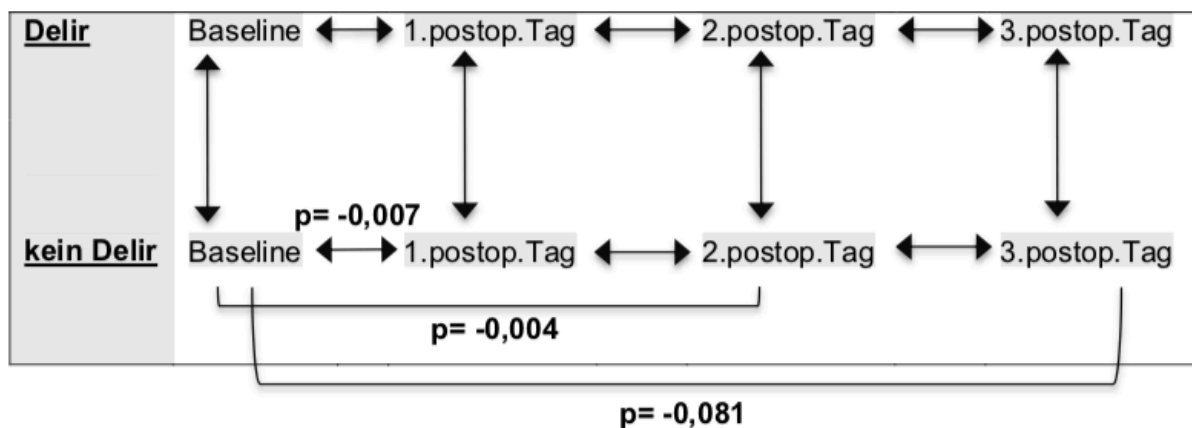 Delir Baseline 1.postop.Tag 2.postop.Tag 3.postop.Tag
p= -0,007
kein Delir Baseline 1.postop.Tag 2.postop.Tag 3.postop.Tag
p= -0,004
p= -0,081